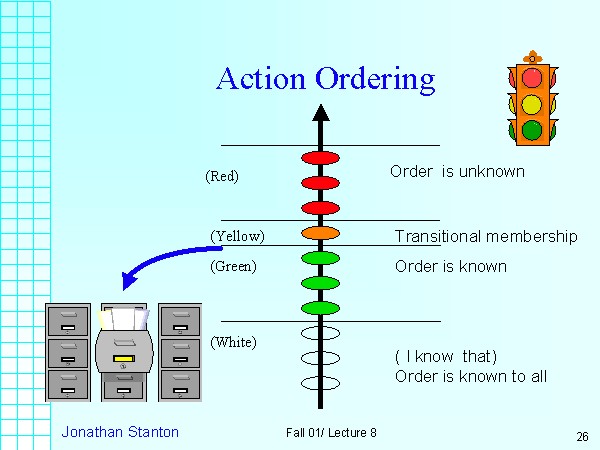 Action Ordering
(Red)
Order is unknown
(Yellow)
Transitional membership
(Green)
Order is known
(White)
( I know that)
Order is known to all
Jonathan Stanton
Fall 01/ Lecture 8
26